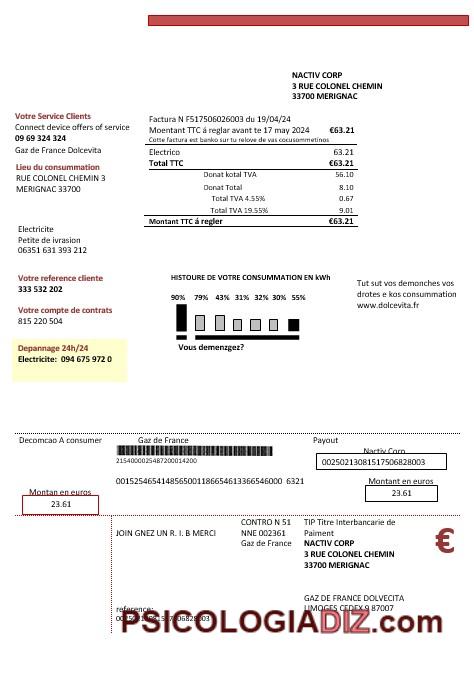 NACTIV CORP
3 RUE COLONEL CHEMIN
33700 MERIGNAC
Votre Service Clients
Connect device offers of service
09 69 324 324
Gaz de France Dolcevita
Lieu du consummation
RUE COLONEL CHEMIN 3
MERIGNAC 33700
Factura N F517506026003 du 19/04/24
Moentant TTC á reglar avant te 17 may 2024 €63.21
Cotte factura est banko sur tu relove de vas cocusommetinos
Electrico 63.21
Total TTC €63.21
Donat kotal TVA 56.10
Donat Total 8.10
Total TVA 4.55% 0.67
Total TVA 19.55% 9.01
Montant TTC á regler €63.21
Electricite
Petite de ivrasion
06351 631 393 212
Votre reference cliente
333 532 202
Votre compte de contrats
815 220 504
Depannage 24h/24
Electricite: 094 675 972 0
HISTOURE DE VOTRE CONSUMMATION EN kWh
90% 79% 43% 31% 32% 30% 55%
Vous demenzgez?
Tut sut vos demonches vos
drotes e kos consummation
www.dolcevita.fr
Decomcao A consumer
Gaz de France
Payout
2154000025487200014200
Nactiv Corp
00250213081517506828003
00152546541485650011866546133665​46000 6321
Montant en euros
23.61
Montan en euros
23.61
JOIN GNEZ UN R. I. B MERCI
CONTRO N 51
NNE 002361
Gaz de France
TIP Titre Interbancarie de
Paiment
NACTIV CORP
3 RUE COLONEL CHEMIN
33700 MERIGNAC
€
GAZ DE FRANCE DOLVECITA
LIMOGES CEDEX 9 87007
reference:
PSICOLOGIADIZ.com